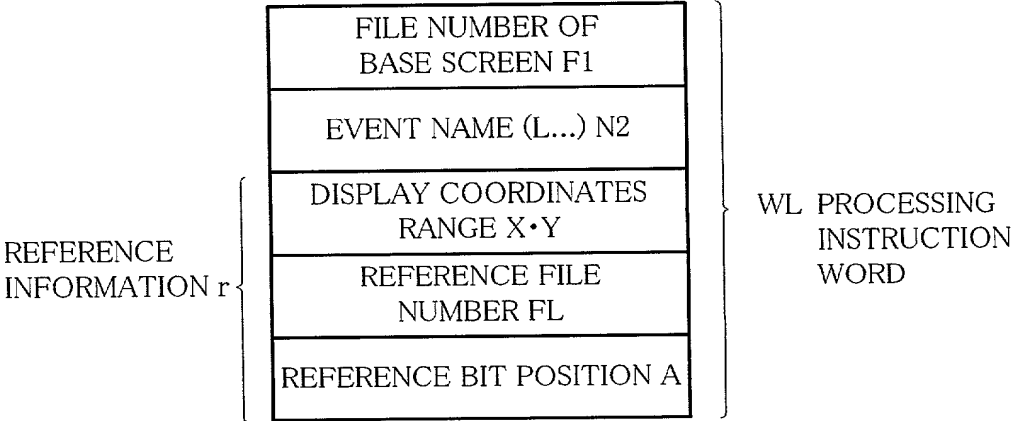 FILE NUMBER OF
BASE SCREEN F1
EVENT NAME (L...) N2
DISPLAY COORDINATES
RANGE X•Y
REFERENCE FILE
NUMBER FL
REFERENCE BIT POSITION A
REFERENCE
INFORMATION r
WL PROCESSING
INSTRUCTION
WORD